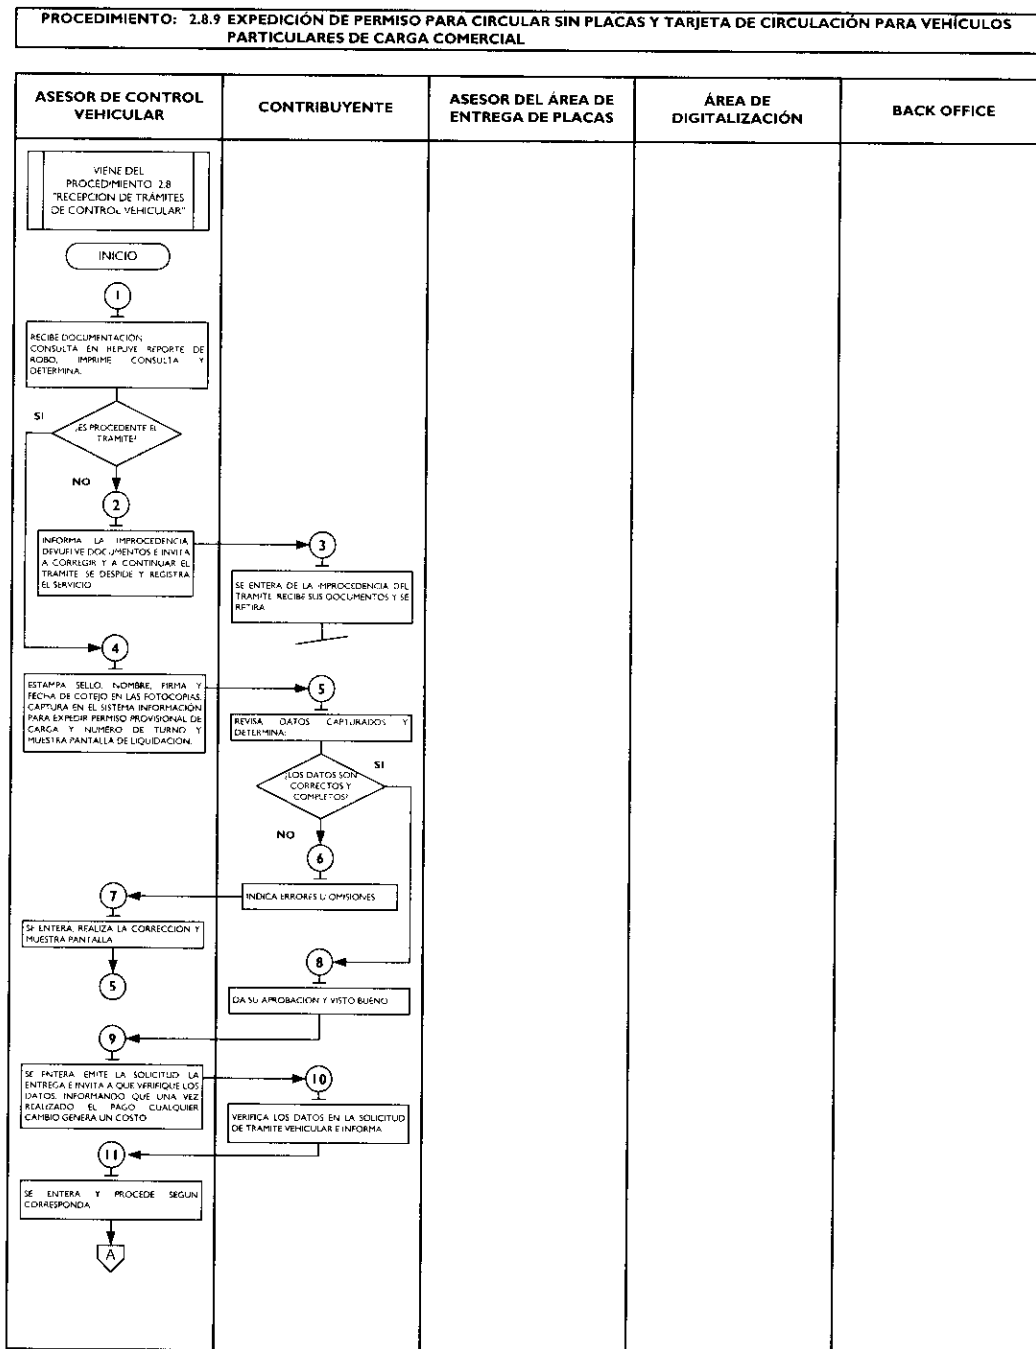 PROCEDIMIENTO: 2.8.9 EXPEDICIÓN DE PERMISO PARA CIRCULAR SIN PLACAS Y TARJETA DE CIRCULACIÓN PARA VEHÍCULOS
PARTICULARES DE CARGA COMERCIAL
ASESOR DE CONTROL
VEHICULAR
CONTRIBUYENTE
ASESOR DEL ÁREA DE
ENTREGA DE PLACAS
ÁREA DE
DIGITALIZACIÓN
BACK OFFICE
VIENE DEL
PROCEDIMIENTO 2.8
"RECEPCION DE TRÁMITES
DE CONTROL VEHICULAR"
INICIO
1
RECIBE DOCUMENTACIÓN
CONSULTA EN REPUVE REPORTE DE
ROBO, IMPRIME CONSULTA Y
DETERMINA.
SI
¿ES PROCEDENTE EL
TRAMITE?
NO
2
INFORMA LA IMPROCEDENCIA,
DEVUELVE DOCUMENTOS E INVITA
A CORREGIR Y A CONTINUAR EL
TRAMITE SE DESPIDE Y REGISTRA
EL SERVICIO
3
SE ENTERA DE LA IMPROCEDENCIA DEL
TRAMITE RECIBE SUS DOCUMENTOS Y SE
RETIRA
4
ESTAMPA SELLO, NOMBRE, FIRMA Y
FECHA DE COTEJO EN LAS FOTOCOPIAS,
CAPTURA EN EL SISTEMA INFORMACIÓN
PARA EXPEDIR PERMISO PROVISIONAL DE
CARGA Y NUMERO DE TURNO Y
MUESTRA PANTALLA DE LIQUIDACION.
5
REVISA DATOS CAPTURADOS Y
DETERMINA:
¿LOS DATOS SON
CORRECTOS Y
COMPLETOS?
SI
NO
6
INDICA ERRORES U OMISIONES
7
SE ENTERA, REALIZA LA CORRECCION Y
MUESTRA PANTALLA
5
8
DA SU APROBACION Y VISTO BUENO
9
SE ENTERA EMITE LA SOLICITUD LA
ENTREGA E INVITA A QUE VERIFIQUE LOS
DATOS, INFORMANDO QUE UNA VEZ
REALIZADO EL PAGO CUALQUIER
CAMBIO GENERA UN COSTO
10
VERIFICA LOS DATOS EN LA SOLICITUD
DE TRAMITE VEHICULAR E INFORMA
11
SE ENTERA Y PROCEDE SEGUN
CORRESPONDA
A